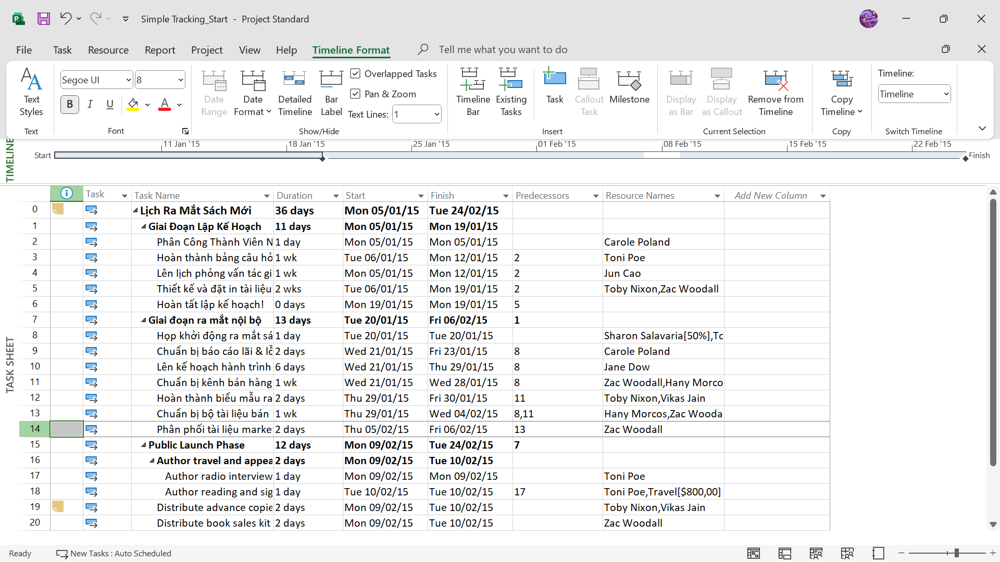 Simple Tracking_Start - Project Standard
File Task Resource Report Project View Help Timeline Format Tell me what you want to do
Text Styles
Text
Segoe UI 8
B I U A
Font
Date Range
Date Format
Detailed Timeline
Bar Label
Overlapped Tasks
Pan & Zoom
Text Lines: 1
Show/Hide
Timeline Bar
Existing Tasks
Task
Callout Task
Milestone
Insert
Display as Bar
Display as Callout
Remove from Timeline
Current Selection
Copy Timeline
Copy
Timeline:
Timeline
Switch Timeline
TIMELINE
11 Jan '15 18 Jan '15 25 Jan '15 01 Feb '15 08 Feb '15 15 Feb '15 22 Feb '15
Start Finish
TASK SHEET
Task Task Name Duration Start Finish Predecessors Resource Names Add New Column
0 Lịch Ra Mắt Sách Mới 36 days Mon 05/01/15 Tue 24/02/15
1 Giai Đoạn Lập Kế Hoạch 11 days Mon 05/01/15 Mon 19/01/15
2 Phân Công Thành Viên N 1 day Mon 05/01/15 Mon 05/01/15 Carole Poland
3 Hoàn thành bảng câu hỏ 1 wk Tue 06/01/15 Mon 12/01/15 2 Toni Poe
4 Lên lịch phỏng vấn tác gi 1 wk Mon 05/01/15 Mon 12/01/15 2 Jun Cao
5 Thiết kế và đặt in tài liệu 2 wks Tue 06/01/15 Mon 19/01/15 2 Toby Nixon,Zac Woodall
6 Hoàn tất lập kế hoạch! 0 days Mon 19/01/15 Mon 19/01/15 5
7 Giai đoạn ra mắt nội bộ 13 days Tue 20/01/15 Fri 06/02/15 1
8 Họp khởi động ra mắt sá 1 day Tue 20/01/15 Tue 20/01/15 Sharon Salavaria[50%],Tc
9 Chuẩn bị báo cáo lãi & lỗ 2 days Wed 21/01/15 Fri 23/01/15 8 Carole Poland
10 Lên kế hoạch hành trình 6 days Wed 21/01/15 Thu 29/01/15 8 Jane Dow
11 Chuẩn bị kênh bán hàng 1 wk Wed 21/01/15 Wed 28/01/15 8 Zac Woodall,Hany Morco
12 Hoàn thành biểu mẫu ra 2 days Thu 29/01/15 Fri 30/01/15 11 Toby Nixon,Vikas Jain
13 Chuẩn bị bộ tài liệu bán 1 wk Thu 29/01/15 Wed 04/02/15 8,11 Hany Morcos,Zac Wooda
14 Phân phối tài liệu marke 2 days Thu 05/02/15 Fri 06/02/15 13 Zac Woodall
15 Public Launch Phase 12 days Mon 09/02/15 Tue 24/02/15 7
16 Author travel and appea 2 days Mon 09/02/15 Tue 10/02/15
17 Author radio interview 1 day Mon 09/02/15 Mon 09/02/15 Toni Poe
18 Author reading and sig 1 day Tue 10/02/15 Tue 10/02/15 17 Toni Poe,Travel[$800,00]
19 Distribute advance copie 2 days Mon 09/02/15 Tue 10/02/15 Toby Nixon,Vikas Jain
20 Distribute book sales kit 2 days Mon 09/02/15 Tue 10/02/15 Zac Woodall
Ready New Tasks : Auto Scheduled